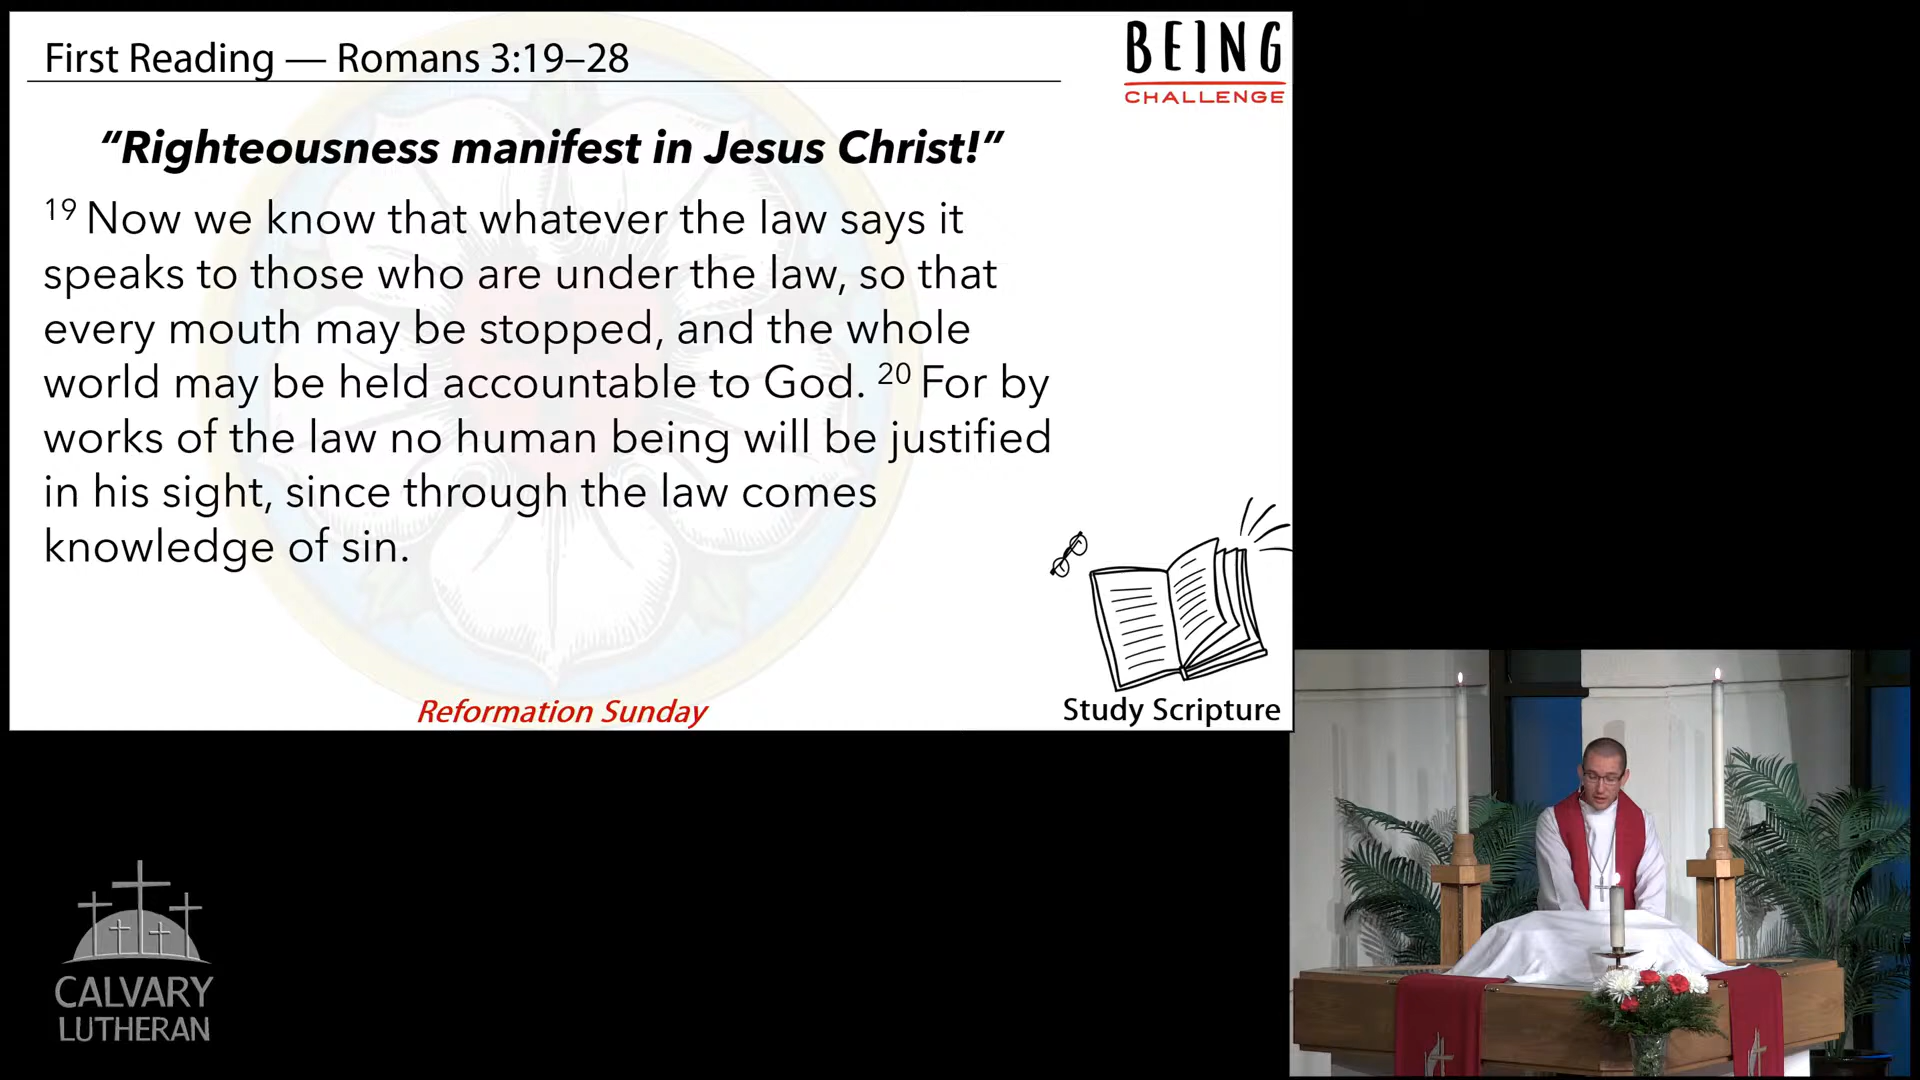 First Reading — Romans 3:19–28
BEING
CHALLENGE
“Righteousness manifest in Jesus Christ!”
19 Now we know that whatever the law says it
speaks to those who are under the law, so that
every mouth may be stopped, and the whole
world may be held accountable to God. 20 For by
works of the law no human being will be justified
in his sight, since through the law comes
knowledge of sin.
Reformation Sunday
Study Scripture
CALVARY
LUTHERAN